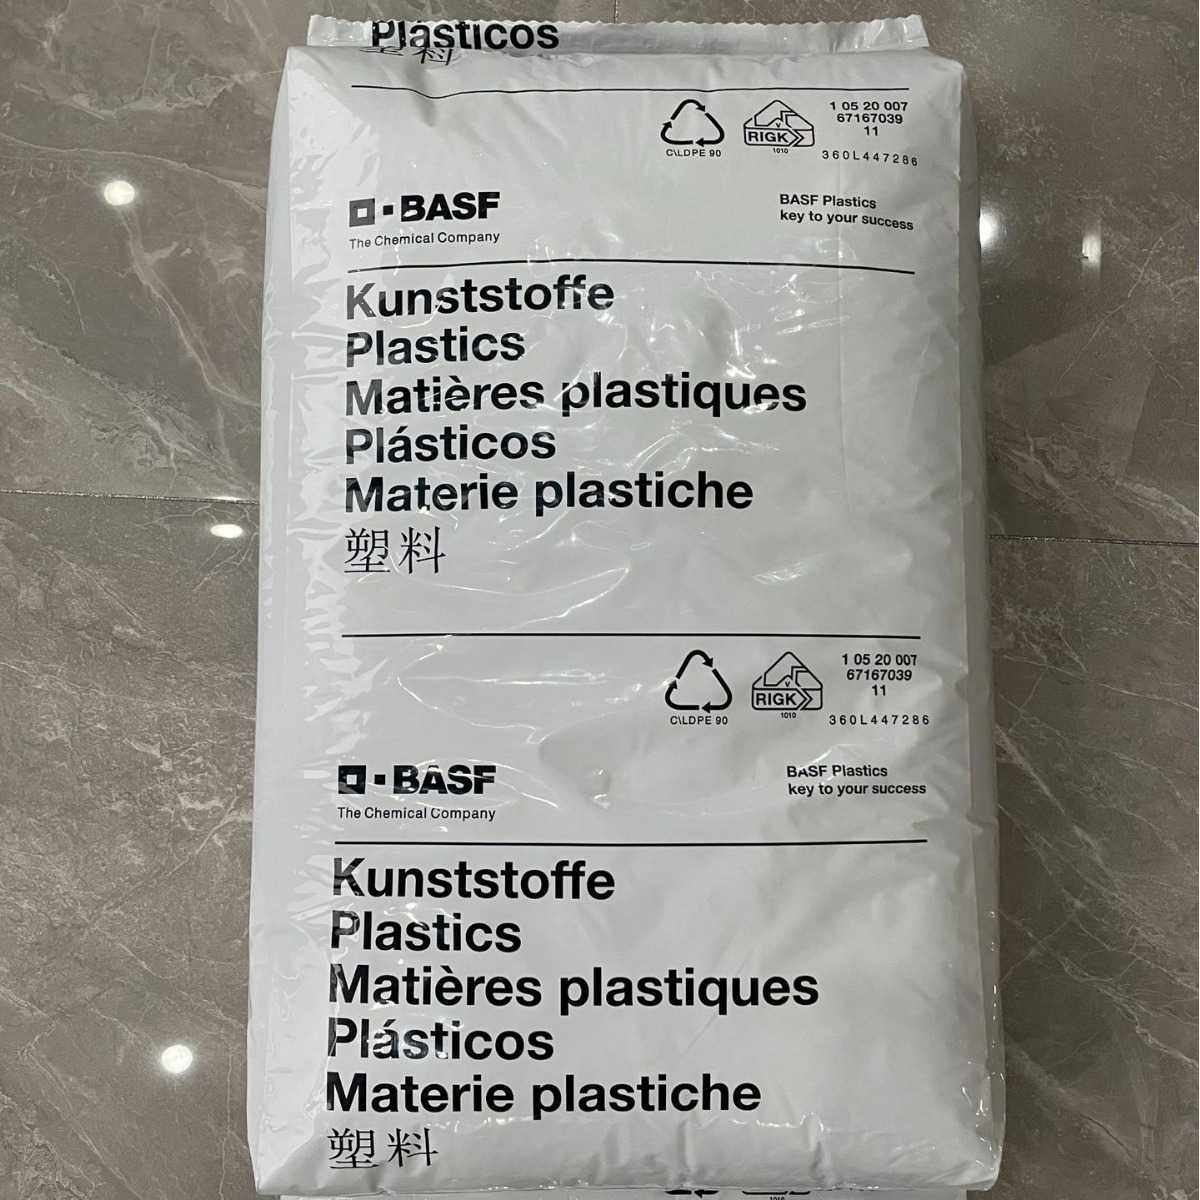 Plásticos
塑料
1 05 20 007
67167039
11
RIGK
1010
C\LDPE 90
360L447286
BASF
The Chemical Company
BASF Plastics
key to your success
Kunststoffe
Plastics
Matières plastiques
Plásticos
Materie plastiche
塑料
1 05 20 007
67167039
11
RIGK
1010
C\LDPE 90
360L447286
BASF
The Chemical Company
BASF Plastics
key to your success
Kunststoffe
Plastics
Matières plastiques
Plásticos
Materie plastiche
塑料